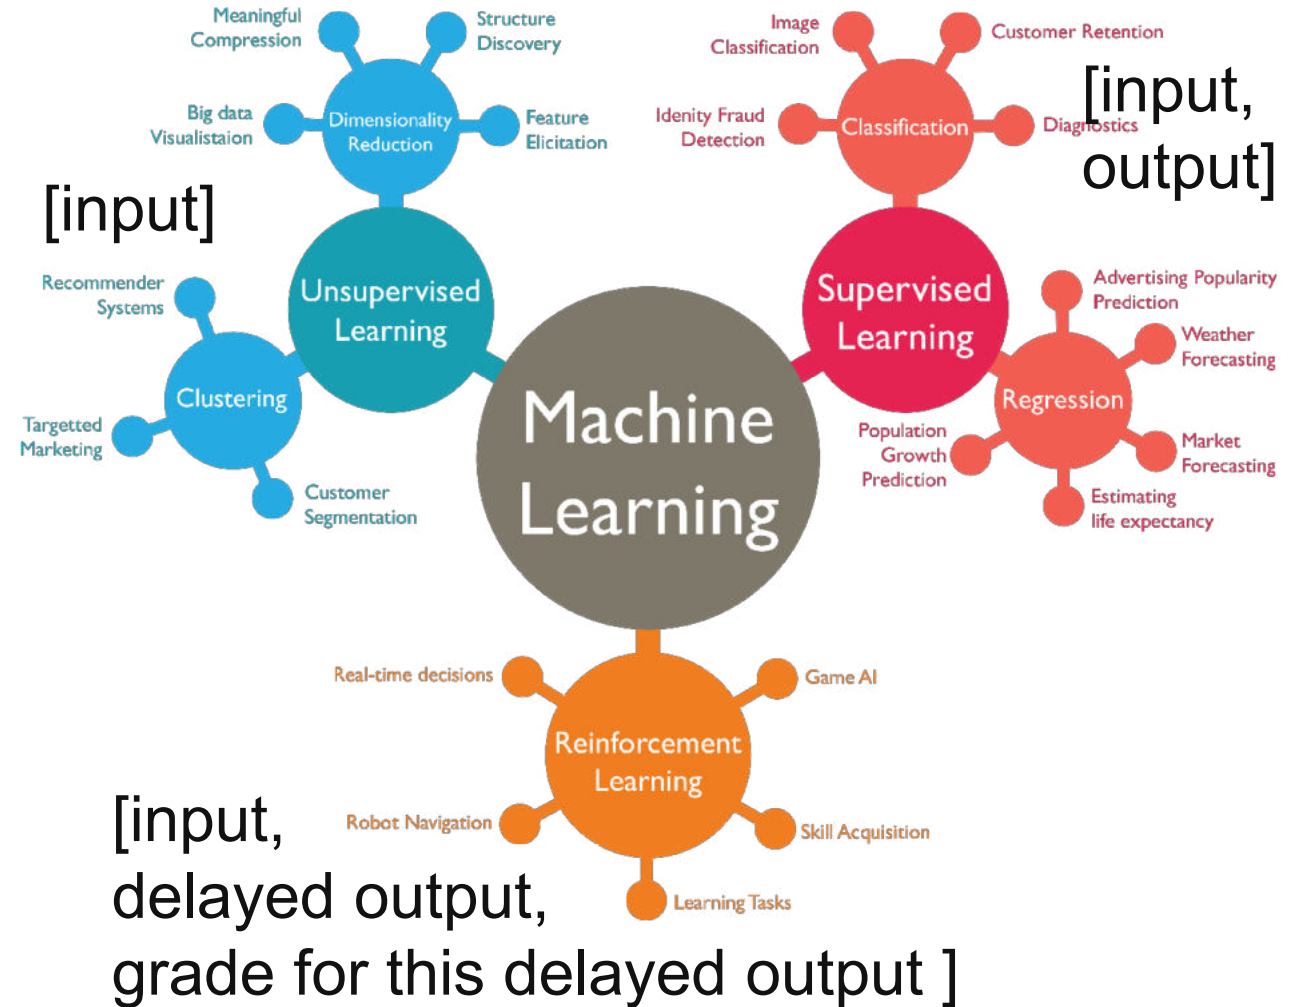 Meaningful
Compression
Structure
Discovery
Big data
Visualistaion
Dimensionality
Reduction
Feature
Elicitation
[input]
Image
Classification
Customer Retention
Idenity Fraud
Detection
Classification
Diagnostics
[input,
output]
Unsupervised
Learning
Recommender
Systems
Clustering
Targetted
Marketing
Customer
Segmentation
Supervised
Learning
Advertising Popularity
Prediction
Weather
Forecasting
Regression
Population
Growth
Prediction
Market
Forecasting
Estimating
life expectancy
Machine
Learning
Real-time decisions
Game AI
Reinforcement
Learning
Robot Navigation
Skill Acquisition
Learning Tasks
[input,
delayed output,
grade for this delayed output ]